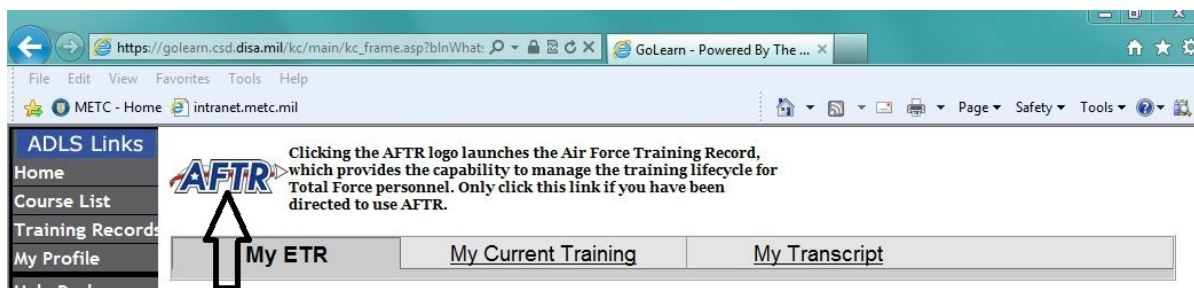 https://golearn.csd.disa.mil/kc/main/kc_frame.asp?blnWhat:
GoLearn - Powered By The ...
File Edit View Favorites Tools Help
METC - Home intranet.metc.mil
Page Safety Tools
ADLS Links
Home
Course List
Training Records
My Profile
AFTR
Clicking the AFTR logo launches the Air Force Training Record,
which provides the capability to manage the training lifecycle for
Total Force personnel. Only click this link if you have been
directed to use AFTR.
My ETR My Current Training My Transcript